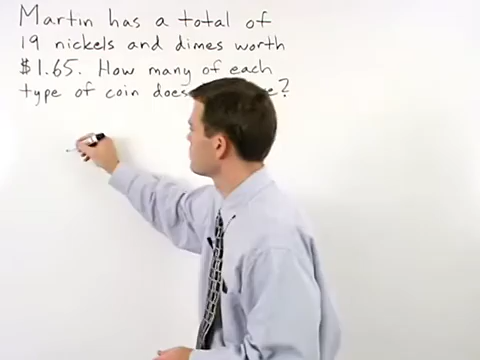 Martin has a total of
19 nickels and dimes worth
$1.65. How many of each
type of coin does e?